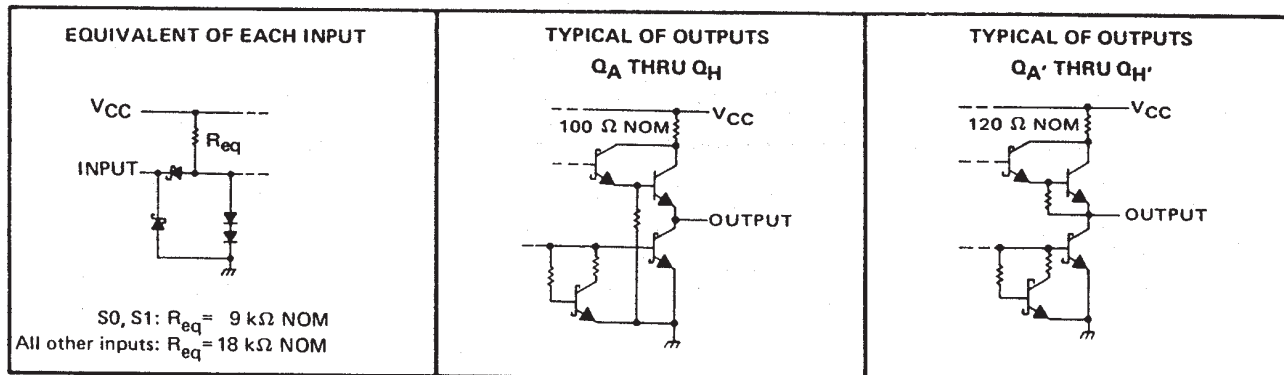 EQUIVALENT OF EACH INPUT
VCC
Req
INPUT
S0, S1: Req= 9 kΩ NOM
All other inputs: Req=18 kΩ NOM
TYPICAL OF OUTPUTS
QA THRU QH
100 Ω NOM
VCC
OUTPUT
TYPICAL OF OUTPUTS
QA' THRU QH'
120 Ω NOM
VCC
OUTPUT